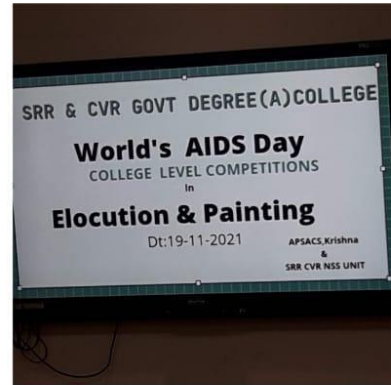 SRR & CVR GOVT DEGREE(A)COLLEGE
World's AIDS Day
COLLEGE LEVEL COMPETITIONS
In
Elocution & Painting
Dt:19-11-2021
APSACS,Krishna
&
SRR CVR NSS UNIT